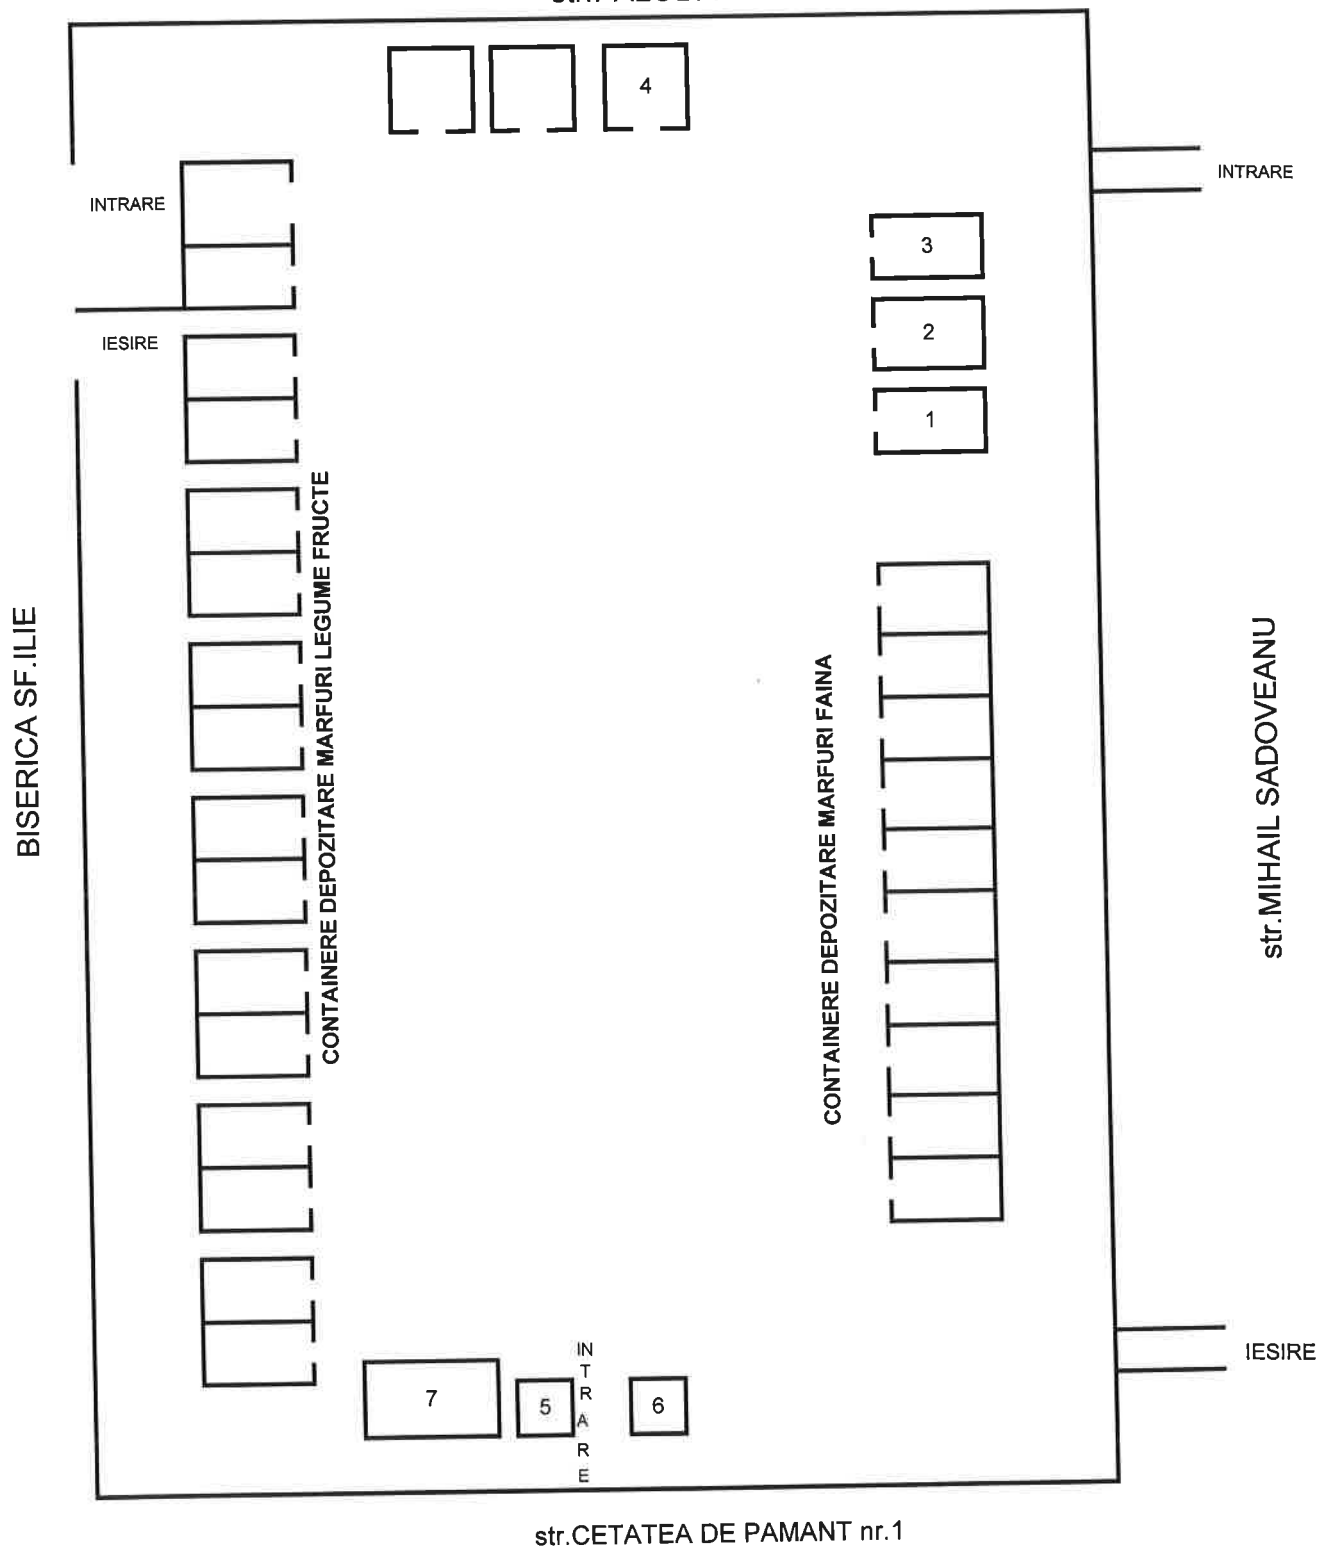 4
INTRARE
INTRARE
3
2
IESIRE
1
CONTAINERE DEPOZITARE MARFURI LEGUME FRUCTE
BISERICA SF.ILIE
CONTAINERE DEPOZITARE MARFURI FAINA
str.MIHAIL SADOVEANU
IESIRE
7
5
INTRARE
6
str.CETATEA DE PAMANT nr.1